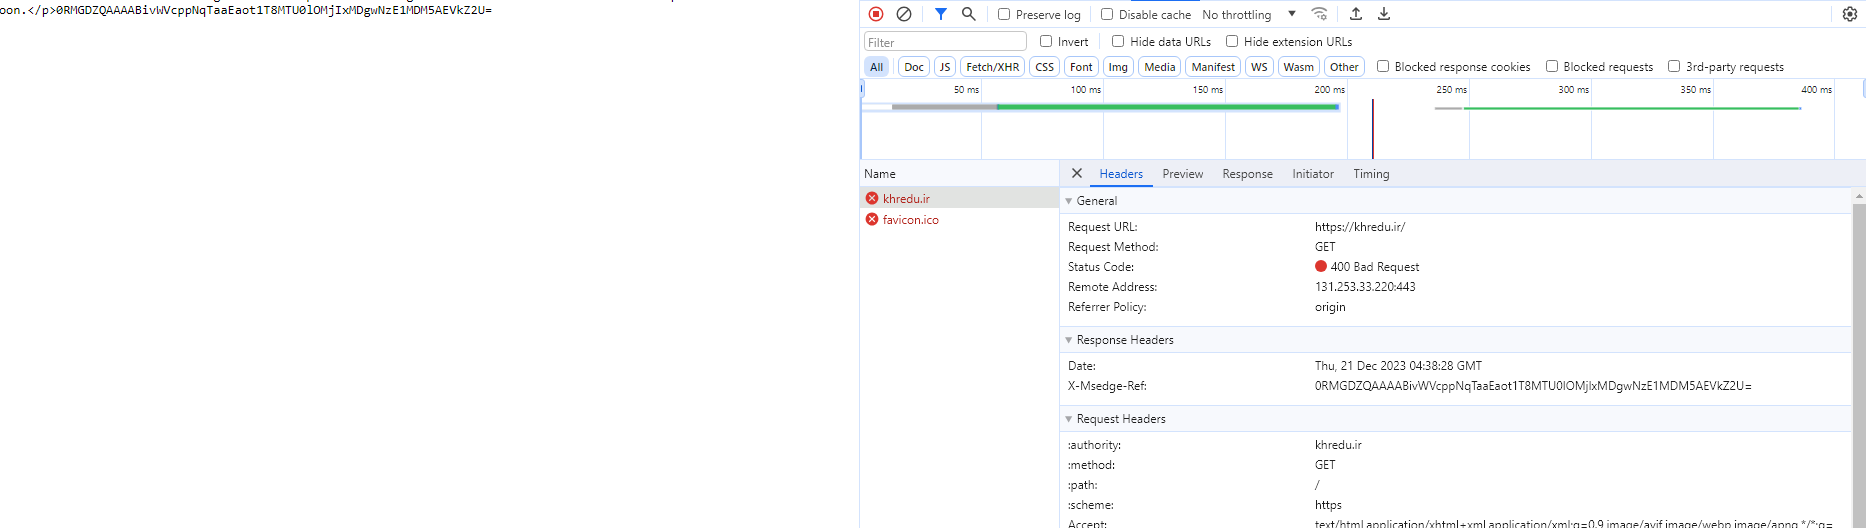 oon.</p>0RMGDZQAAAABivWVcppNqTaaEaot1T8MTU0lOMjIxMDgwNzE1MDM5AEVkZ2U=
Preserve log Disable cache No throttling
Filter Invert Hide data URLs Hide extension URLs
All Doc JS Fetch/XHR CSS Font Img Media Manifest WS Wasm Other Blocked response cookies Blocked requests 3rd-party requests
50 ms 100 ms 150 ms 200 ms 250 ms 300 ms 350 ms 400 ms
Name
khredu.ir
favicon.ico
Headers Preview Response Initiator Timing
General
Request URL: https://khredu.ir/
Request Method: GET
Status Code: 400 Bad Request
Remote Address: 131.253.33.220:443
Referrer Policy: origin
Response Headers
Date: Thu, 21 Dec 2023 04:38:28 GMT
X-Msedge-Ref: 0RMGDZQAAAABivWVcppNqTaaEaot1T8MTU0lOMjIxMDgwNzE1MDM5AEVkZ2U=
Request Headers
:authority: khredu.ir
:method: GET
:path: /
:scheme: https
Accept: text/html,application/xhtml+xml,application/xml;q=0.9,image/avif,image/webp,image/apng,*/*;q=